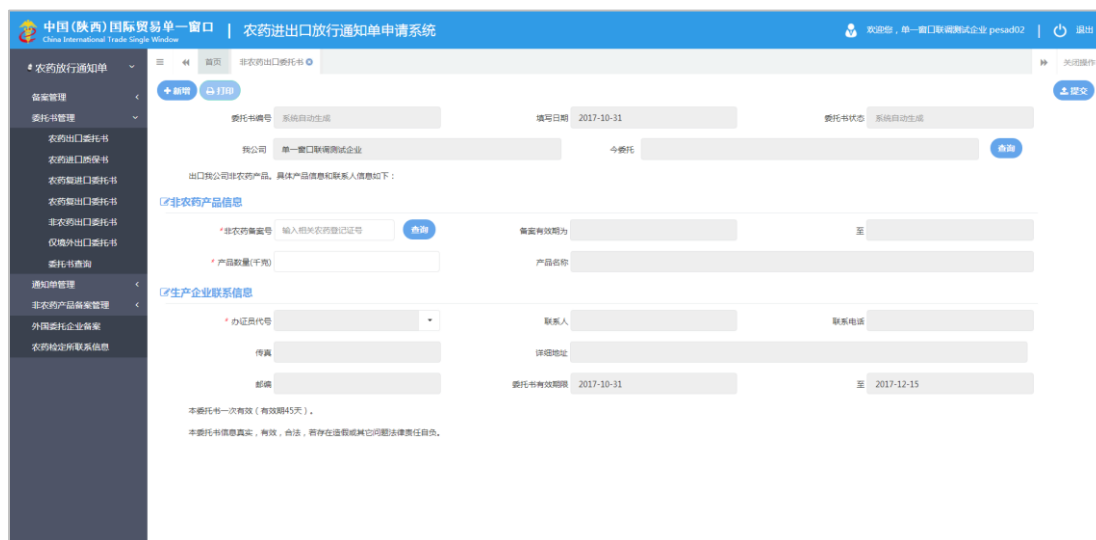 中国(陕西)国际贸易单一窗口 | 农药进出口放行通知单申请系统 欢迎您，单一窗口联调测试企业 pesad02 | 退出
China International Trade Single Window
农药放行通知单 首页 非农药出口委托书 关闭操作
备案管理 新增 打印 提交
委托书管理 委托书编号 系统自动生成 填写日期 2017-10-31 委托书状态 系统自动生成
农药出口委托书
农药进口质保书 我公司 单一窗口联调测试企业 今委托 查询
农药复进口委托书 出口我公司非农药产品。具体产品信息和联系人信息如下：
农药复出口委托书 非农药产品信息
非农药出口委托书 *非农药备案号 输入相关农药登记证号 查询 备案有效期为 至
仅境外出口委托书
委托书查询 * 产品数量(千克) 产品名称
通知单管理
非农药产品备案管理 生产企业联系信息
外国委托企业备案 * 办证员代号 联系人 联系电话
农药检定所联系信息 传真 详细地址
邮编 委托书有效期限 2017-10-31 至 2017-12-15
本委托书一次有效（有效期45天）。
本委托书信息真实，有效，合法，若存在造假或其它问题法律责任自负。